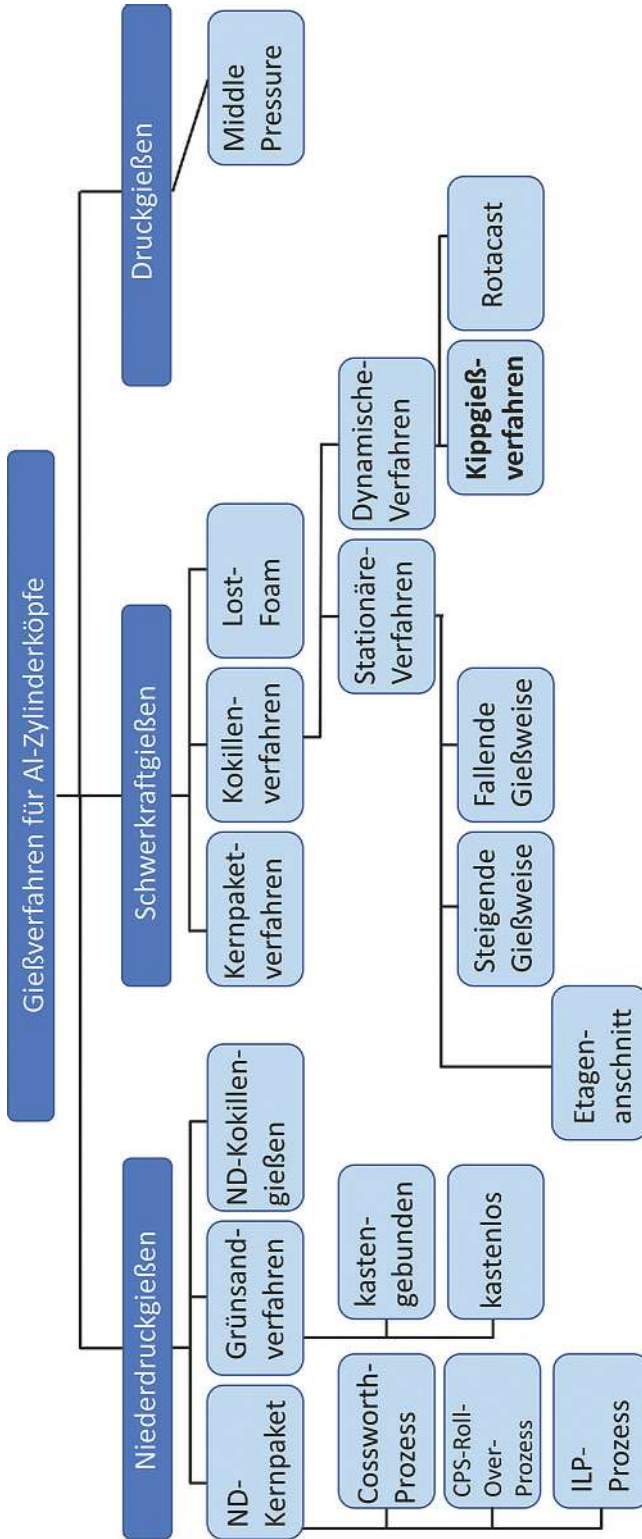 Gießverfahren für Al-Zylinderköpfe
Niederdruckgießen
Schwerkraftgießen
Druckgießen
ND-
Kernpaket
Grünsand-
verfahren
ND-Kokillen-
gießen
Kernpaket-
verfahren
Kokillen-
verfahren
Lost-
Foam
Middle
Pressure
Cossworth-
Prozess
CPS-Roll-
Over-
Prozess
ILP-
Prozess
kasten-
gebunden
kastenlos
Stationäre-
Verfahren
Dynamische-
Verfahren
Etagen-
anschnitt
Steigende
Gießweise
Fallende
Gießweise
Kippgieß-
verfahren
Rotacast